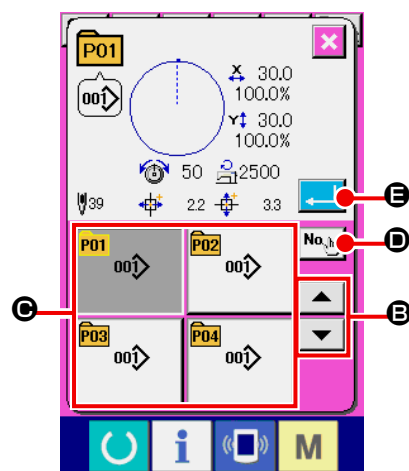 P01
X 30.0
100.0%
001
Y 30.0
100.0%
50 2500
39 2.2 3.3
E
No.
D
P01 P02
001 001
C
B
P03 P04
001 001
i M